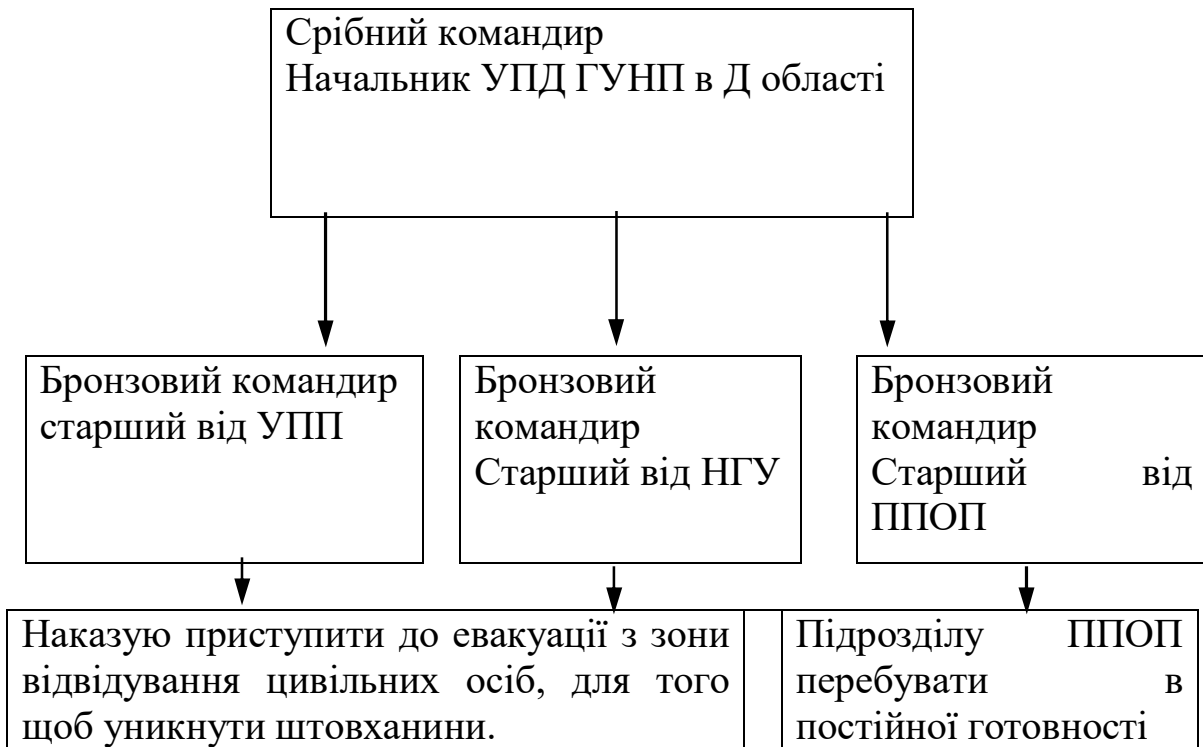 Срібний командир
Начальник УПД ГУНП в Д області
Бронзовий командир
старший від УПП
Бронзовий
командир
Старший від НГУ
Бронзовий
командир
Старший від
ППОП
Наказую приступити до евакуації з зони
відвідування цивільних осіб, для того
щоб уникнути штовханини.
Підрозділу ППОП
перебувати в
постійної готовності